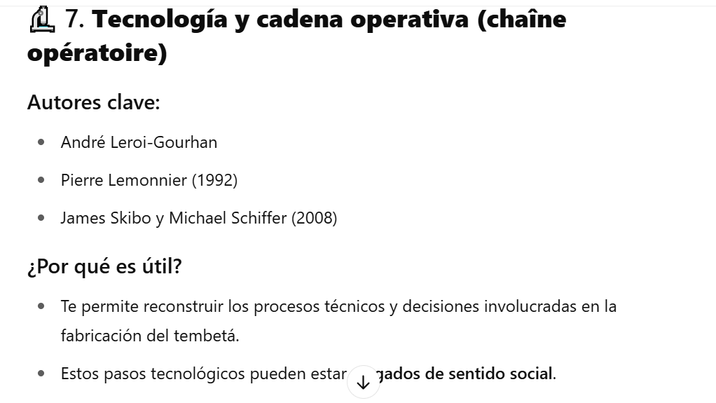 7. Tecnología y cadena operativa (chaîne
opératoire)
Autores clave:
André Leroi-Gourhan
Pierre Lemonnier (1992)
James Skibo y Michael Schiffer (2008)
¿Por qué es útil?
Te permite reconstruir los procesos técnicos y decisiones involucradas en la
fabricación del tembetá.
Estos pasos tecnológicos pueden estar de sentido social.